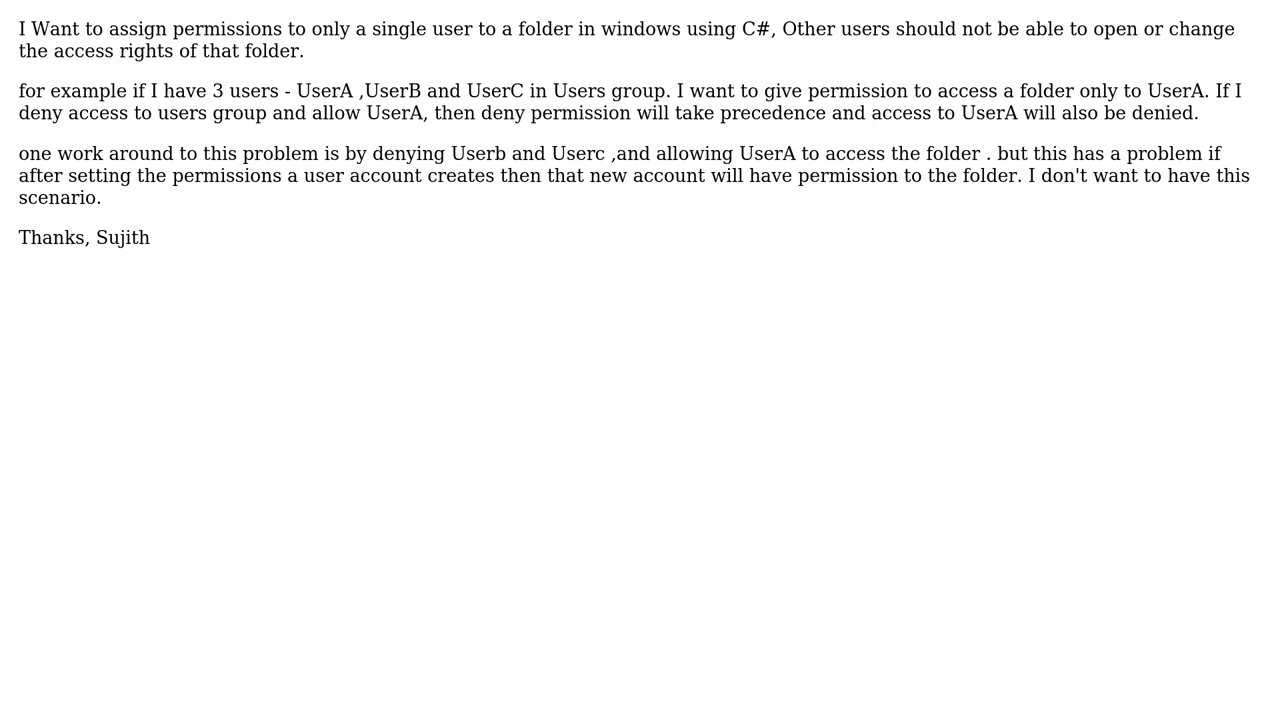 I Want to assign permissions to only a single user to a folder in windows using C#, Other users should not be able to open or change
the access rights of that folder.
for example if I have 3 users - UserA ,UserB and UserC in Users group. I want to give permission to access a folder only to UserA. If I
deny access to users group and allow UserA, then deny permission will take precedence and access to UserA will also be denied.
one work around to this problem is by denying Userb and Userc ,and allowing UserA to access the folder . but this has a problem if
after setting the permissions a user account creates then that new account will have permission to the folder. I don't want to have this
scenario.
Thanks, Sujith